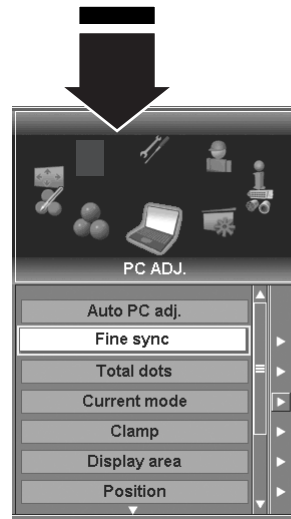 PC ADJ.
Auto PC adj.
Fine sync
Total dots
Current mode
Clamp
Display area
Position